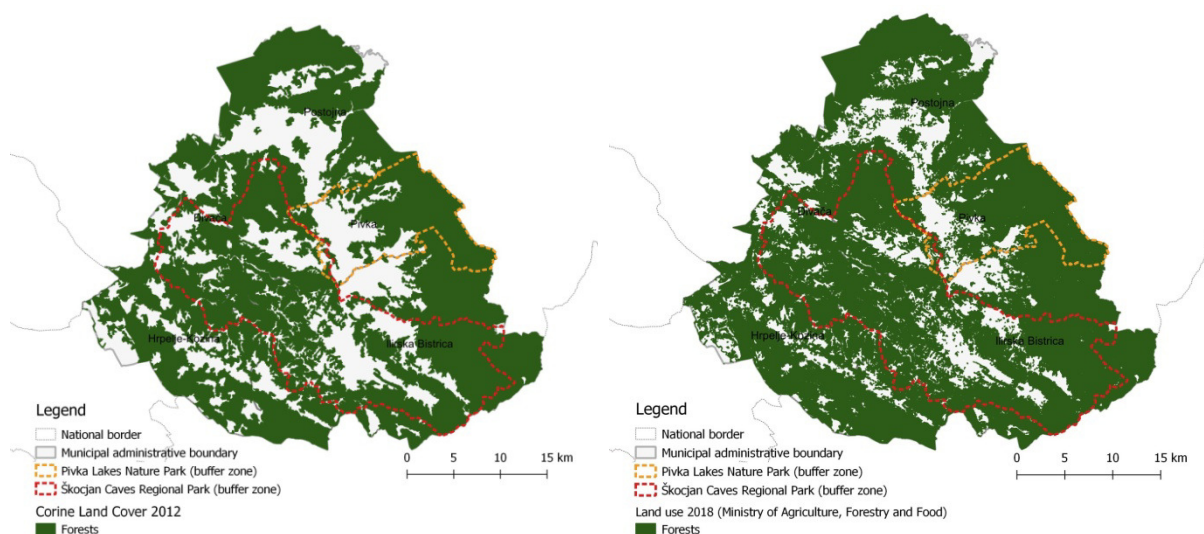 Postojna
Divača
Pivka
Hrpelje-Kozina
Ilirska Bistrica
Legend
National border
Municipal administrative boundary
Pivka Lakes Nature Park (buffer zone)
Škocjan Caves Regional Park (buffer zone)
Corine Land Cover 2012
Forests
0 5 10 15 km
Postojna
Divača
Pivka
Hrpelje-Kozina
Ilirska Bistrica
Legend
National border
Municipal administrative boundary
Pivka Lakes Nature Park (buffer zone)
Škocjan Caves Regional Park (buffer zone)
Land use 2018 (Ministry of Agriculture, Forestry and Food)
Forests
0 5 10 15 km